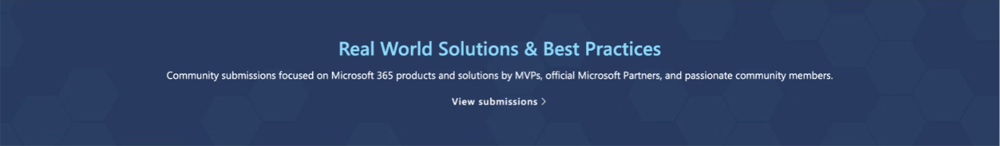 Real World Solutions & Best Practices
Community submissions focused on Microsoft 365 products and solutions by MVPs, official Microsoft Partners, and passionate community members.
View submissions >